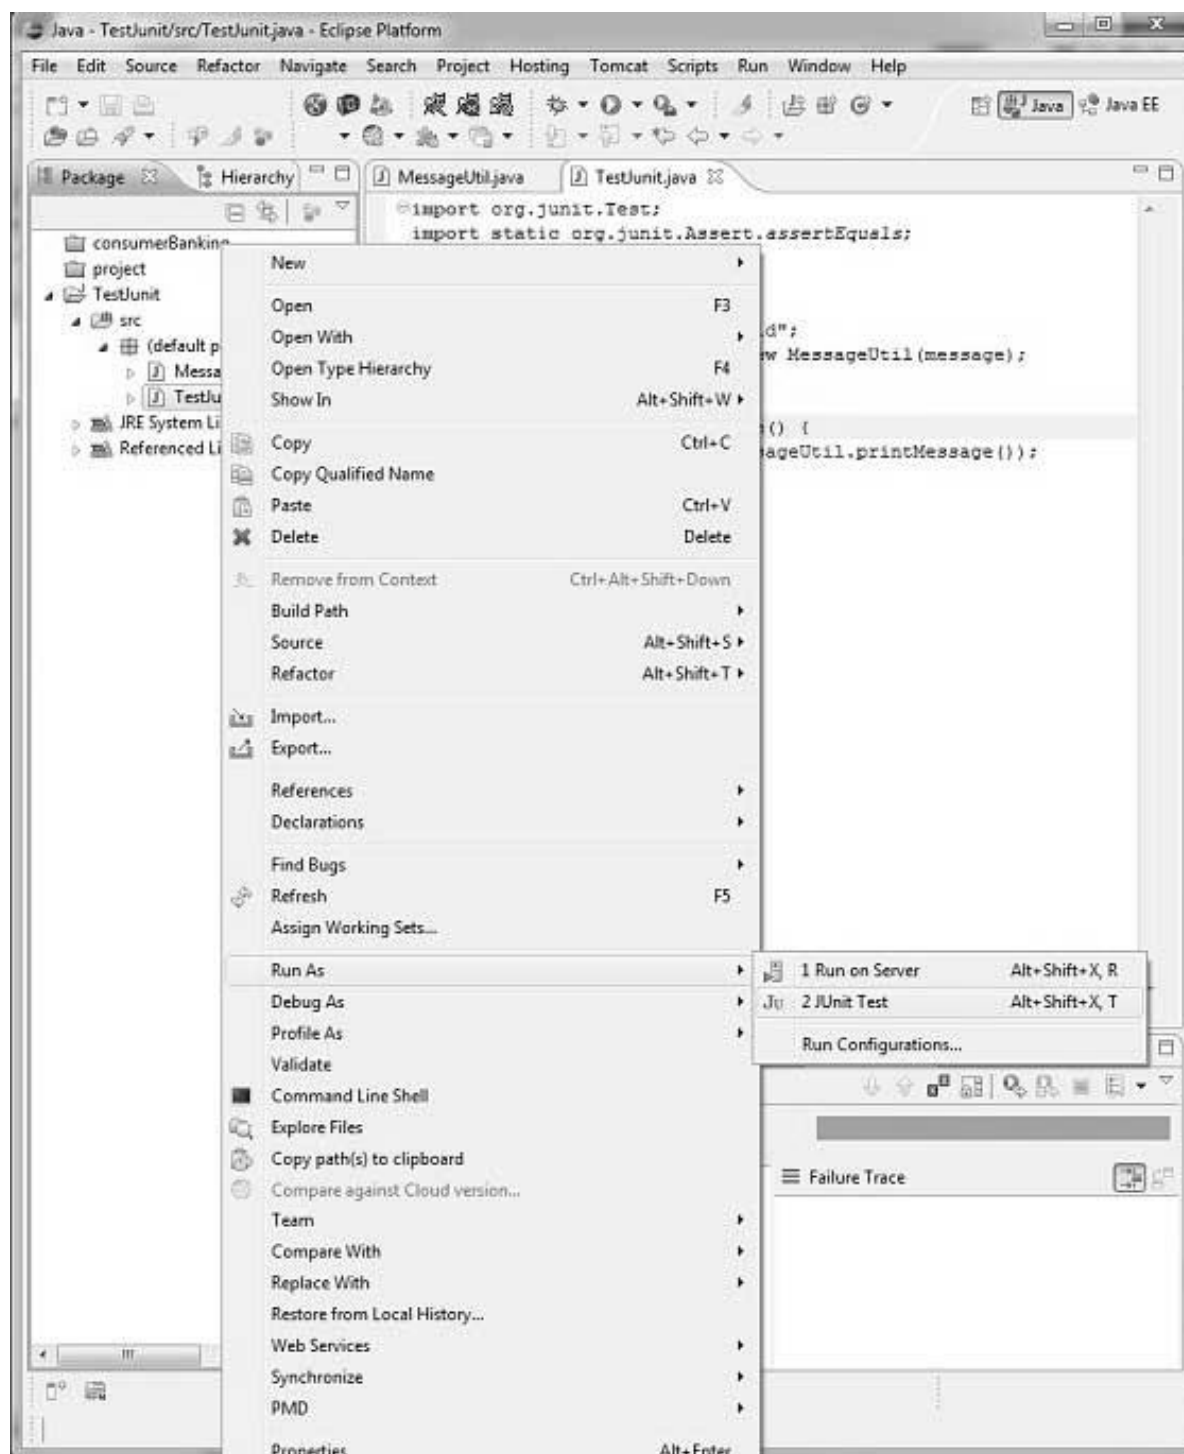 Java - TestJunit/src/TestJunit.java - Eclipse Platform
File Edit Source Refactor Navigate Search Project Hosting Tomcat Scripts Run Window Help
Java Java EE
Package Hierarchy
MessageUtil.java TestJunit.java
import org.junit.Test;
import static org.junit.Assert.assertEquals;
consumerBanking
project
TestJunit
src
(default p
Messa
TestJu
JRE System Li
Referenced Li
d";
w MessageUtil(message);
() {
ageUtil.printMessage());
New
Open F3
Open With
Open Type Hierarchy F4
Show In Alt+Shift+W
Copy Ctrl+C
Copy Qualified Name
Paste Ctrl+V
Delete Delete
Remove from Context Ctrl+Alt+Shift+Down
Build Path
Source Alt+Shift+S
Refactor Alt+Shift+T
Import...
Export...
References
Declarations
Find Bugs
Refresh F5
Assign Working Sets...
Run As
Debug As
Profile As
Validate
Command Line Shell
Explore Files
Copy path(s) to clipboard
Compare against Cloud version...
Team
Compare With
Replace With
Restore from Local History...
Web Services
Synchronize
PMD
Properties Alt+Enter
1 Run on Server Alt+Shift+X, R
Ju 2 JUnit Test Alt+Shift+X, T
Run Configurations...
Failure Trace